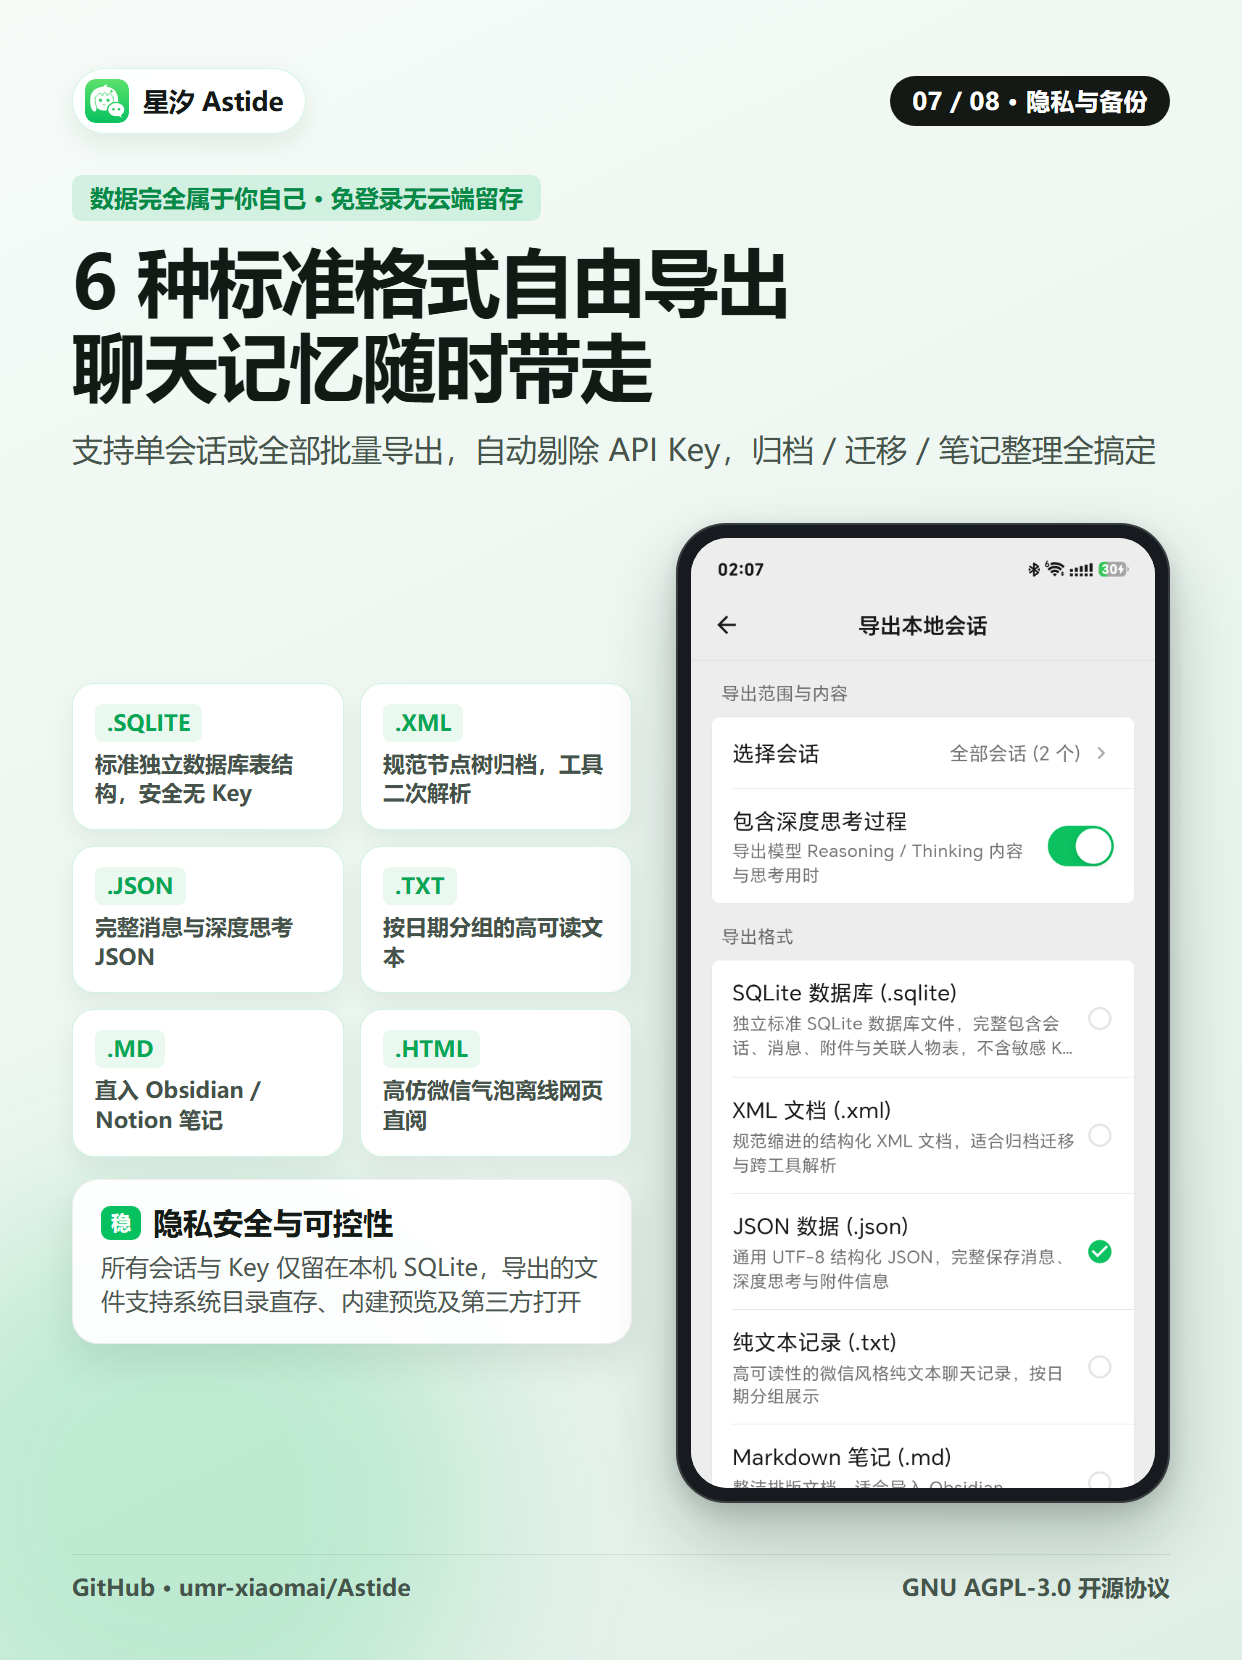 星汐 Astide
07 / 08 • 隐私与备份
数据完全属于你自己 • 免登录无云端留存
6 种标准格式自由导出
聊天记忆随时带走
支持单会话或全部批量导出，自动剔除 API Key，归档 / 迁移 / 笔记整理全搞定
.SQLITE
标准独立数据库表结
构，安全无 Key
.XML
规范节点树归档，工具
二次解析
.JSON
完整消息与深度思考
JSON
.TXT
按日期分组的高可读文
本
.MD
直入 Obsidian /
Notion 笔记
.HTML
高仿微信气泡离线网页
直阅
稳 隐私安全与可控性
所有会话与 Key 仅留在本机 SQLite，导出的文
件支持系统目录直存、内建预览及第三方打开
02:07
6
30
导出本地会话
导出范围与内容
选择会话 全部会话 (2 个)
包含深度思考过程
导出模型 Reasoning / Thinking 内容
与思考用时
导出格式
SQLite 数据库 (.sqlite)
独立标准 SQLite 数据库文件，完整包含会
话、消息、附件与关联人物表，不含敏感 K...
XML 文档 (.xml)
规范缩进的结构化 XML 文档，适合归档迁移
与跨工具解析
JSON 数据 (.json)
通用 UTF-8 结构化 JSON，完整保存消息、
深度思考与附件信息
纯文本记录 (.txt)
高可读性的微信风格纯文本聊天记录，按日
期分组展示
Markdown 笔记 (.md)
整洁排版文档，适合导入 Obsidian
GitHub • umr-xiaomai/Astide
GNU AGPL-3.0 开源协议